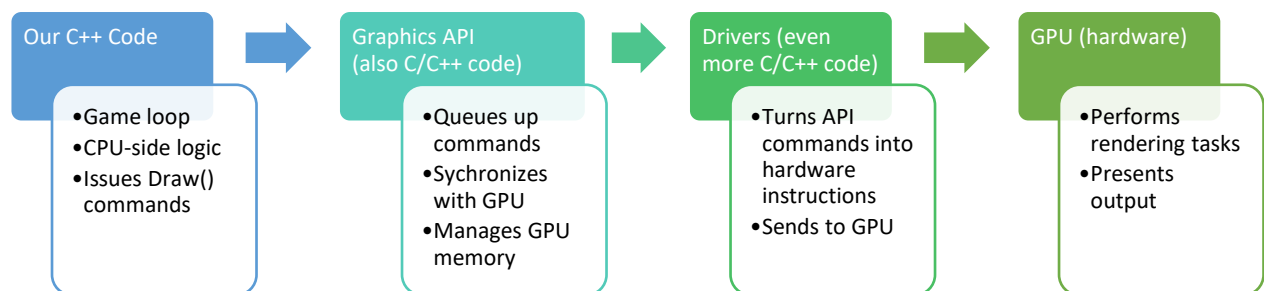 Our C++ Code
•Game loop
•CPU-side logic
•Issues Draw()
commands
Graphics API
(also C/C++ code)
•Queues up
commands
•Sychronizes
with GPU
•Manages GPU
memory
Drivers (even
more C/C++ code)
•Turns API
commands into
hardware
instructions
•Sends to GPU
GPU (hardware)
•Performs
rendering tasks
•Presents
output